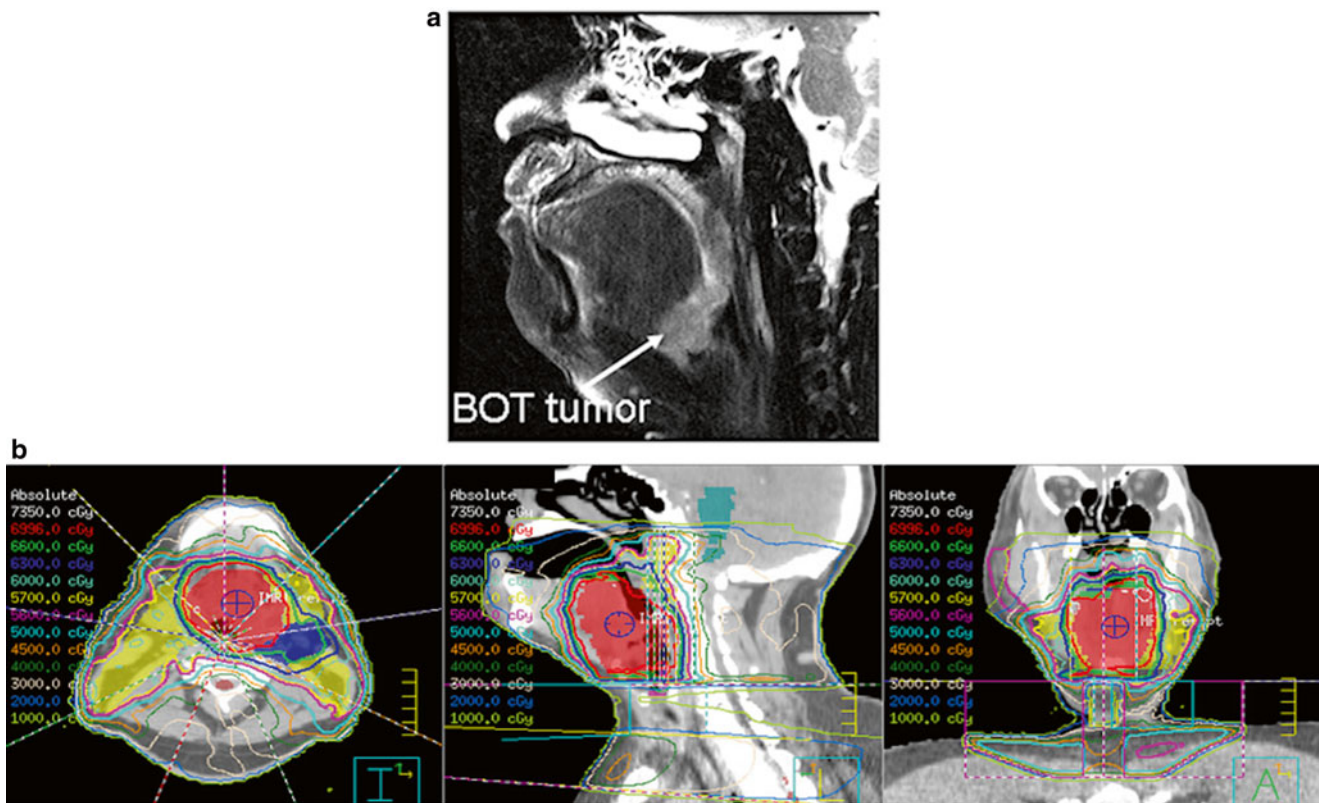 a
BOT tumor
b
Absolute
7350.0 cGy
6996.0 cGy
6600.0 cGy
6300.0 cGy
6000.0 cGy
5700.0 cGy
5600.0 cGy
5000.0 cGy
4500.0 cGy
4000.0 cGy
3000.0 cGy
2000.0 cGy
1000.0 cGy
I
Absolute
7350.0 cGy
6996.0 cGy
6600.0 cGy
6300.0 cGy
6000.0 cGy
5700.0 cGy
5600.0 cGy
5000.0 cGy
4500.0 cGy
4000.0 cGy
3000.0 cGy
2000.0 cGy
1000.0 cGy
Absolute
7350.0 cGy
6996.0 cGy
6600.0 cGy
6300.0 cGy
6000.0 cGy
5700.0 cGy
5600.0 cGy
5000.0 cGy
4500.0 cGy
4000.0 cGy
3000.0 cGy
2000.0 cGy
1000.0 cGy
A